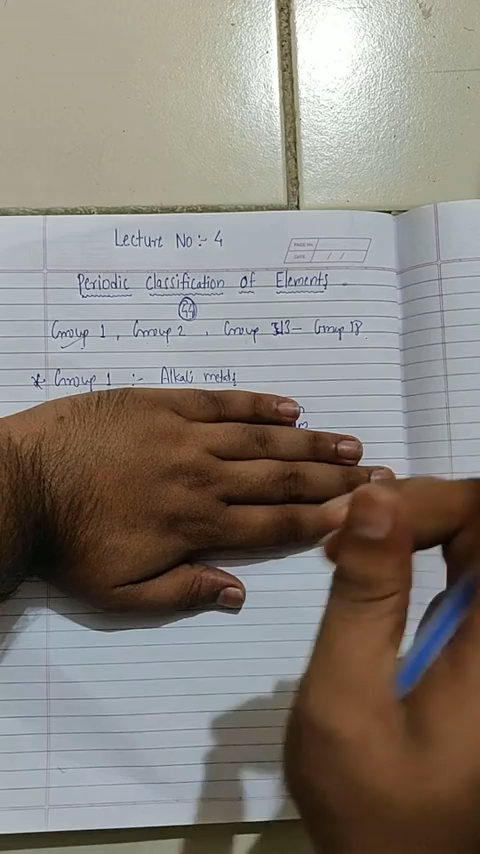 Lecture No :- 4
PAGE No.
DATE / /
Periodic Classification of Elements
44
Group 1, Group 2, Group 13 - Group 18
* Group 1 :- Alkali metals